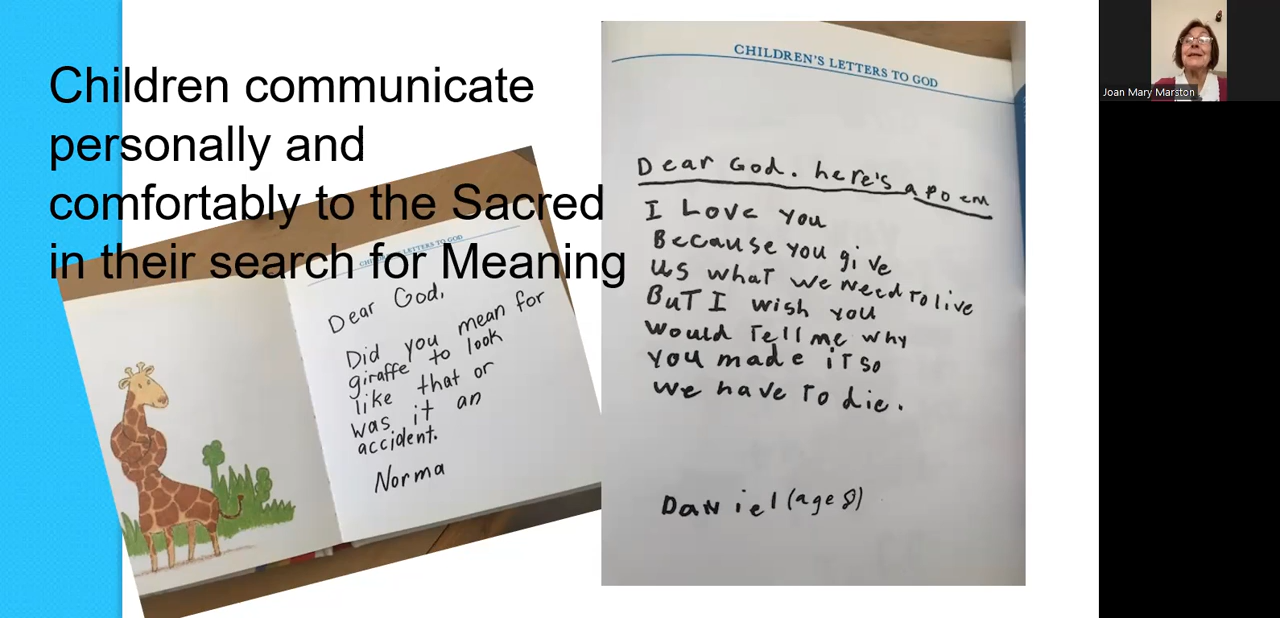 Children communicate
personally and
comfortably to the Sacred
in their search for Meaning
CHILDREN'S LETTERS TO GOD
Dear God,
Did you mean for
giraffe to look
like that or
was it an
accident.
Norma
CHILDREN'S LETTERS TO GOD
Dear God. here's a poem
I Love you
Because you give
us what we need to live
But I wish you
would Tell me why
you made it so
we have to die.
Daniel (age 8)
Joan Mary Marston